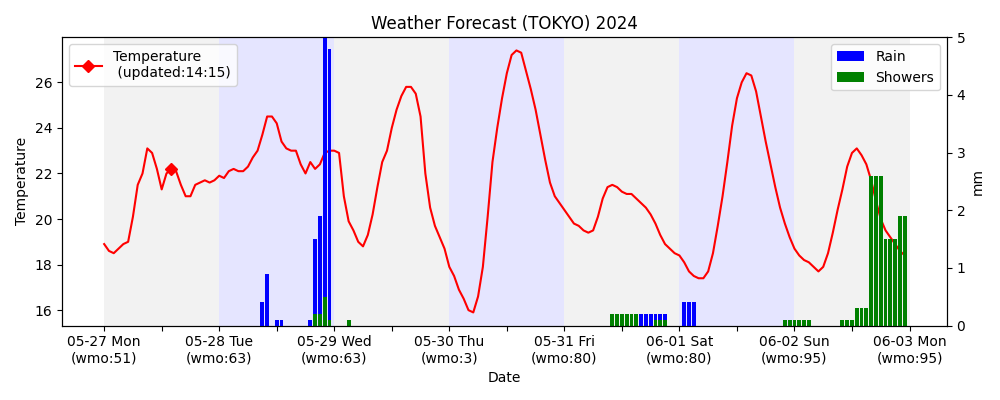 Weather Forecast (TOKYO) 2024
Temperature
(updated:14:15)
Rain
Showers
Temperature
26
24
22
20
18
16
5
4
3
2
1
0
mm
05-27 Mon
(wmo:51)
05-28 Tue
(wmo:63)
05-29 Wed
(wmo:63)
05-30 Thu
(wmo:3)
05-31 Fri
(wmo:80)
06-01 Sat
(wmo:80)
06-02 Sun
(wmo:95)
06-03 Mon
(wmo:95)
Date